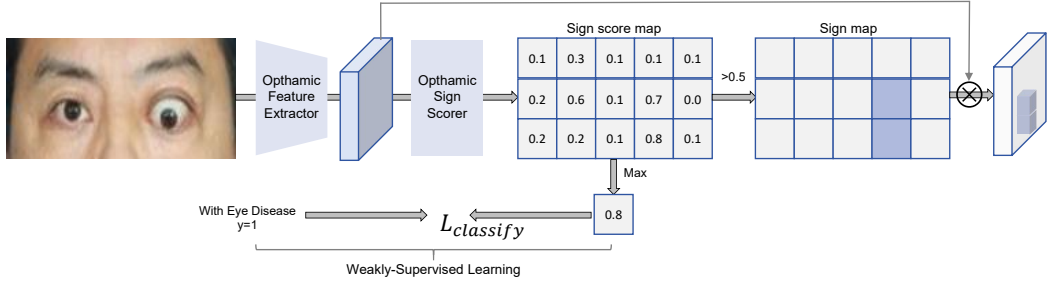 Sign score map
Sign map
Opthamic
Feature
Extractor
Opthamic
Sign
Scorer
0.1 0.3 0.1 0.1 0.1
0.2 0.6 0.1 0.7 0.0
0.2 0.2 0.1 0.8 0.1
>0.5
Max
0.8
With Eye Disease
y=1
L_classify
Weakly-Supervised Learning